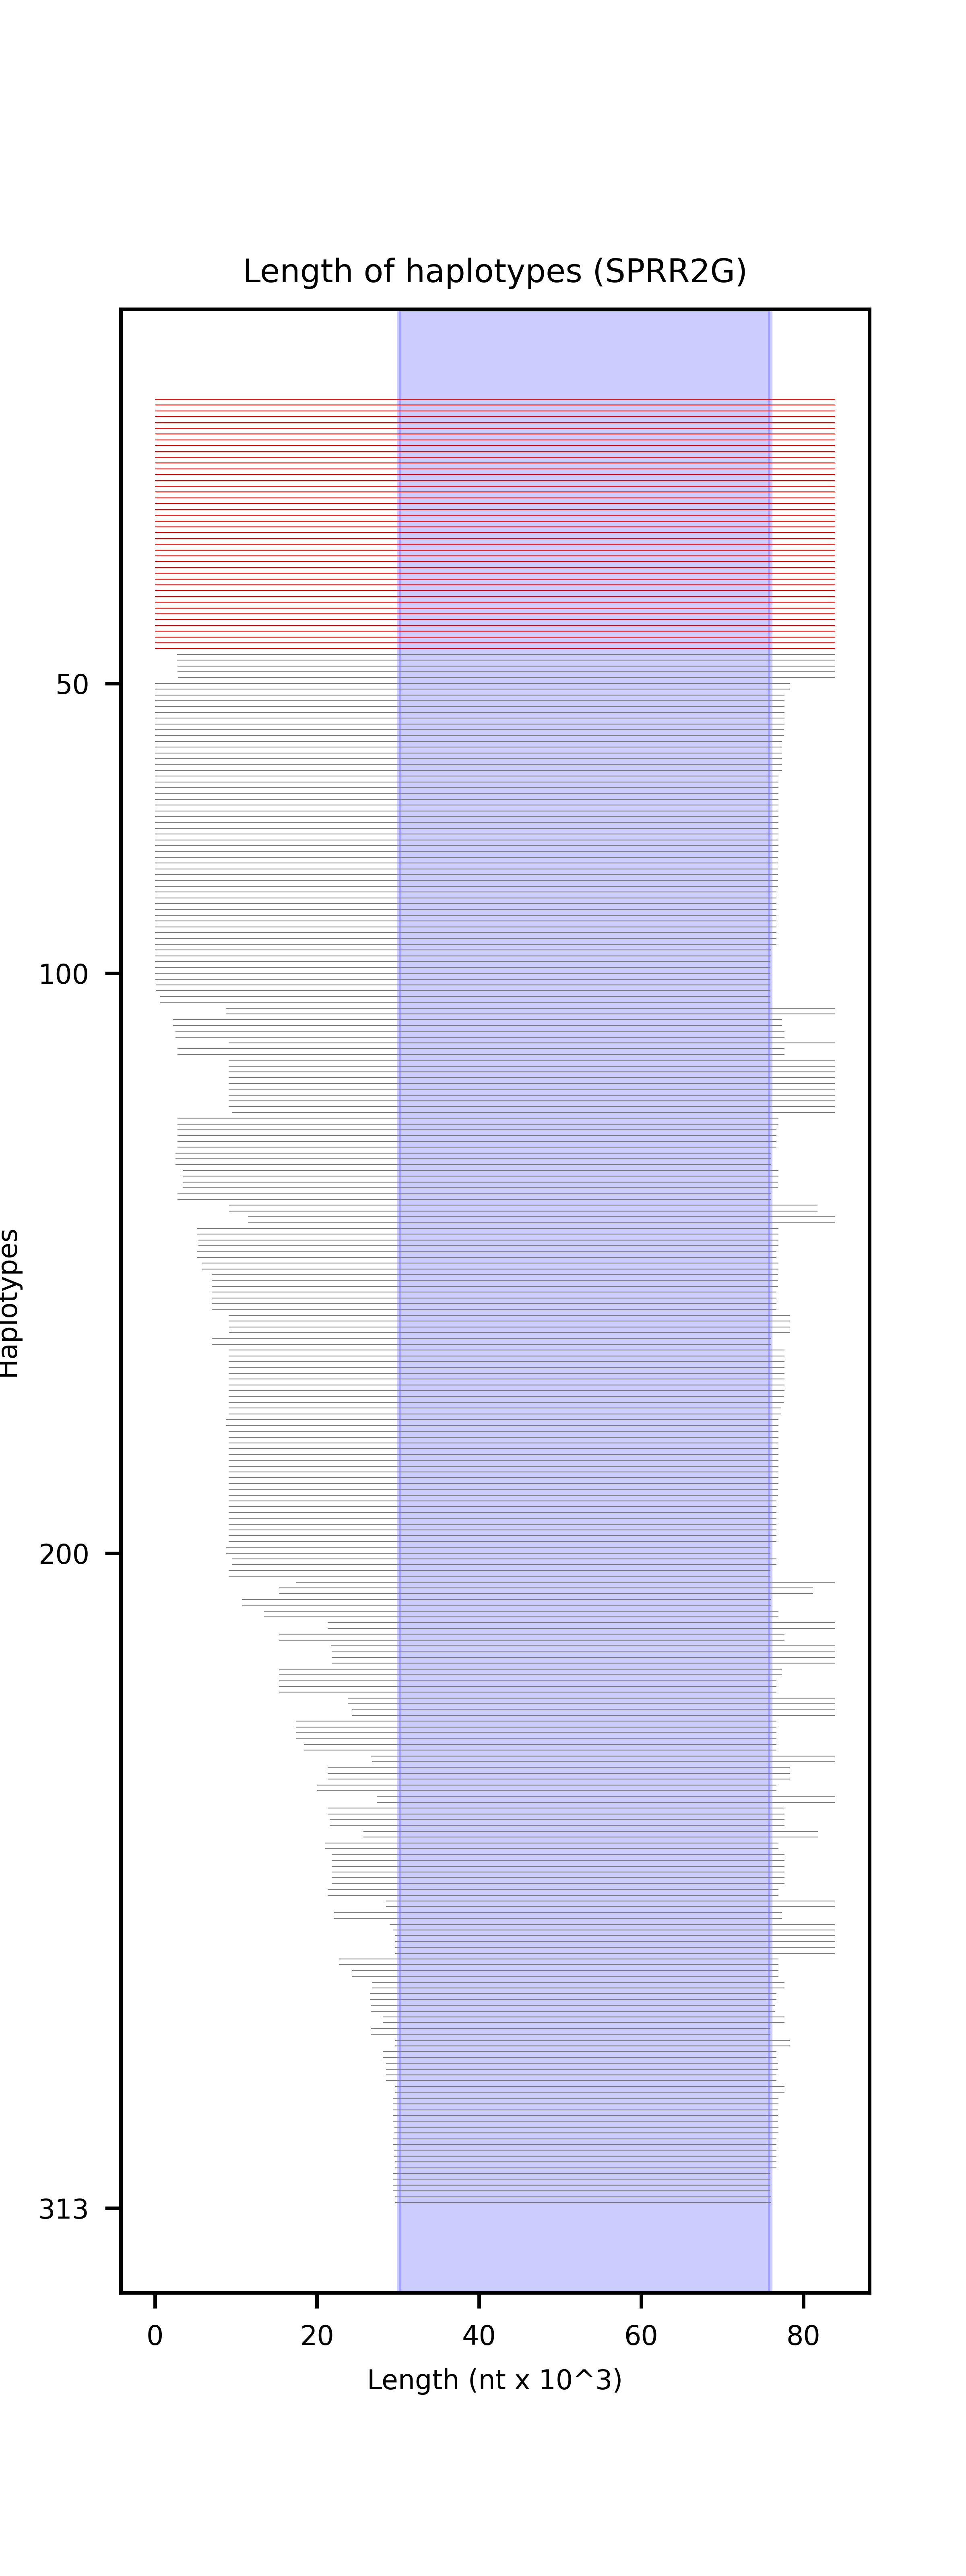 Length of haplotypes (SPRR2G)
50
100
200
313
Haplotypes
0 20 40 60 80
Length (nt x 10^3)